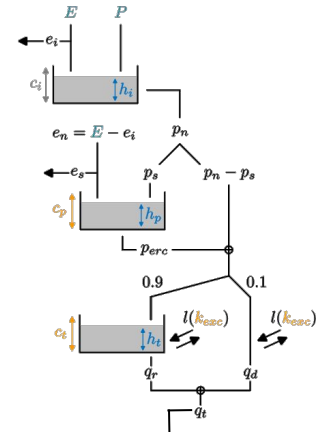 E P
e_i
c_i
h_i
e_n = E − e_i
p_n
e_s
p_s
p_n − p_s
c_p
h_p
p_erc
0.9
0.1
l(k_exc)
l(k_exc)
c_t
h_t
q_r
q_d
q_t